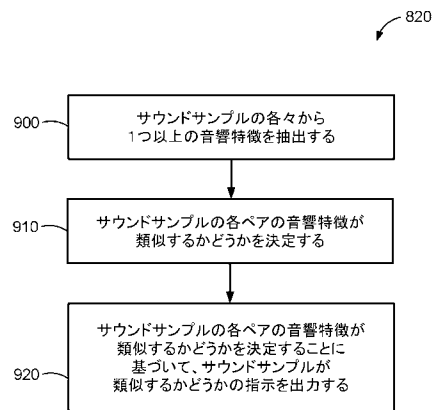 820
900
サウンドサンプルの各々から
1つ以上の音響特徴を抽出する
910
サウンドサンプルの各ペアの音響特徴が
類似するかどうかを決定する
920
サウンドサンプルの各ペアの音響特徴が
類似するかどうかを決定することに
基づいて、サウンドサンプルが
類似するかどうかの指示を出力する